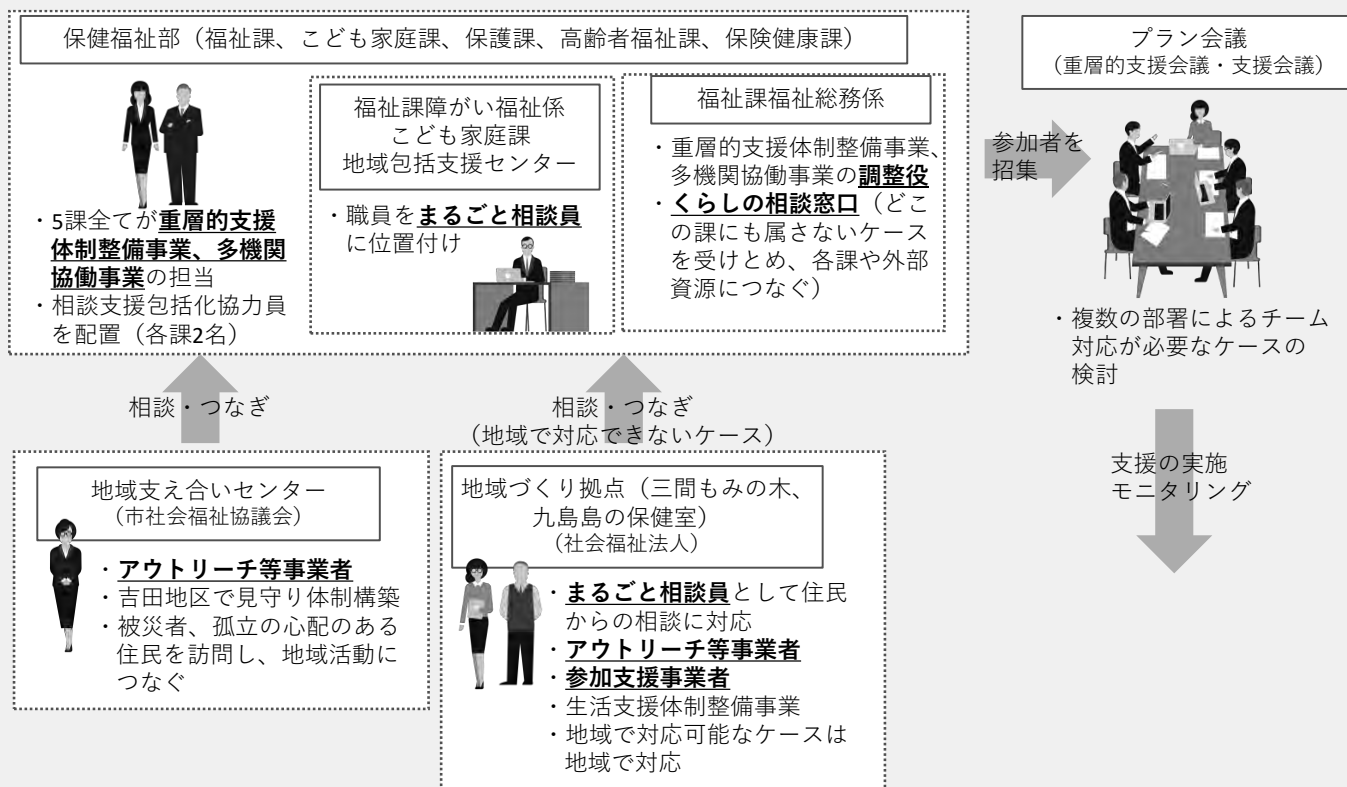 保健福祉部（福祉課、こども家庭課、保護課、高齢者福祉課、保険健康課）
・5課全てが重層的支援
体制整備事業、多機関
協働事業の担当
・相談支援包括化協力員
を配置（各課2名）
福祉課障がい福祉係
こども家庭課
地域包括支援センター
・職員をまるごと相談員
に位置付け
福祉課福祉総務係
・重層的支援体制整備事業、
多機関協働事業の調整役
・くらしの相談窓口（どこ
の課にも属さないケース
を受けとめ、各課や外部
資源につなぐ）
参加者を
招集
プラン会議
（重層的支援会議・支援会議）
・複数の部署によるチーム
対応が必要なケースの
検討
支援の実施
モニタリング
相談・つなぎ
相談・つなぎ
（地域で対応できないケース）
地域支え合いセンター
（市社会福祉協議会）
・アウトリーチ等事業者
・吉田地区で見守り体制構築
・被災者、孤立の心配のある
住民を訪問し、地域活動に
つなぐ
地域づくり拠点（三間もみの木、
九島島の保健室）
（社会福祉法人）
・まるごと相談員として住民
からの相談に対応
・アウトリーチ等事業者
・参加支援事業者
・生活支援体制整備事業
・地域で対応可能なケースは
地域で対応